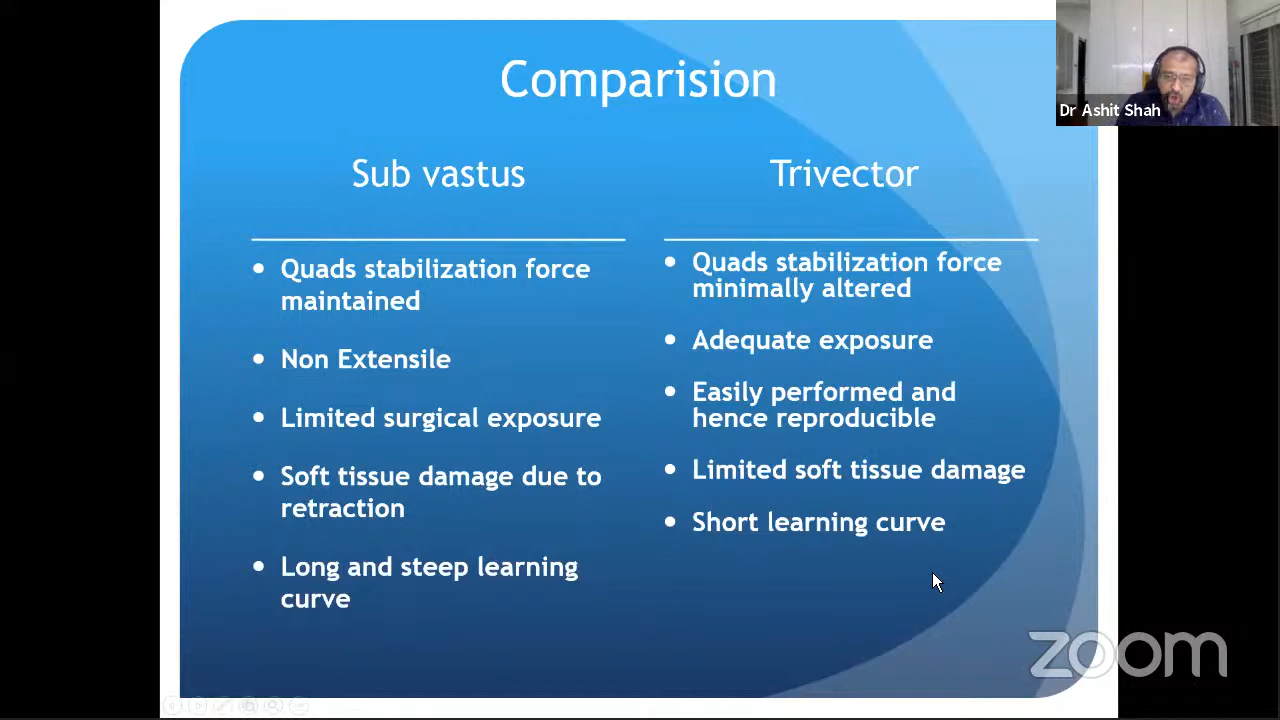 Comparision
Sub vastus
Quads stabilization force
maintained
Non Extensile
Limited surgical exposure
Soft tissue damage due to
retraction
Long and steep learning
curve
Trivector
Quads stabilization force
minimally altered
Adequate exposure
Easily performed and
hence reproducible
Limited soft tissue damage
Short learning curve
Dr Ashit Shah
zoom